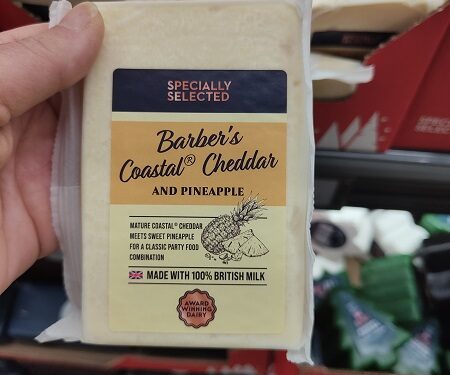 SPECIALLY
SELECTED
Barber's
Coastal® Cheddar
AND PINEAPPLE
MATURE COASTAL® CHEDDAR
MEETS SWEET PINEAPPLE
FOR A CLASSIC PARTY FOOD
COMBINATION
MADE WITH 100% BRITISH MILK
AWARD
WINNING
DAIRY